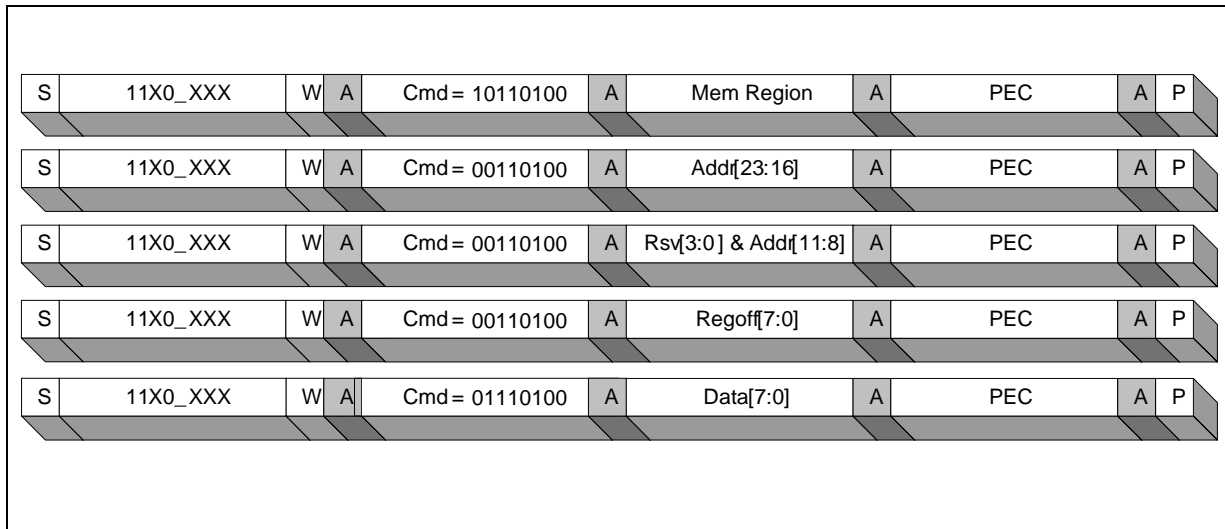 S 11X0_XXX W A Cmd = 10110100 A Mem Region A PEC A P
S 11X0_XXX W A Cmd = 00110100 A Addr[23:16] A PEC A P
S 11X0_XXX W A Cmd = 00110100 A Rsv[3:0] & Addr[11:8] A PEC A P
S 11X0_XXX W A Cmd = 00110100 A Regoff[7:0] A PEC A P
S 11X0_XXX W A Cmd = 01110100 A Data[7:0] A PEC A P